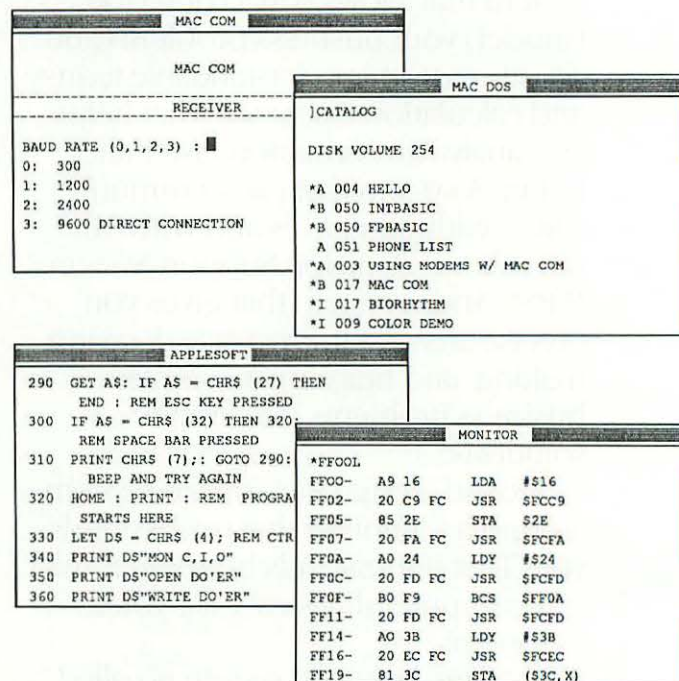 MAC COM
MAC COM
RECEIVER
BAUD RATE (0,1,2,3) :
0: 300
1: 1200
2: 2400
3: 9600 DIRECT CONNECTION
MAC DOS
]CATALOG
DISK VOLUME 254
*A 004 HELLO
*B 050 INTBASIC
*B 050 FPBASIC
A 051 PHONE LIST
*A 003 USING MODEMS W/ MAC COM
*B 017 MAC COM
*I 017 BIORHYTHM
*I 009 COLOR DEMO
APPLESOFT
290 GET A$: IF A$ = CHR$ (27) THEN
END : REM ESC KEY PRESSED
300 IF A$ = CHR$ (32) THEN 320:
REM SPACE BAR PRESSED
310 PRINT CHR$ (7);: GOTO 290:
BEEP AND TRY AGAIN
320 HOME : PRINT : REM PROGRA
STARTS HERE
330 LET D$ = CHR$ (4); REM CTR
340 PRINT D$"MON C,I,O"
350 PRINT D$"OPEN DO'ER"
360 PRINT D$"WRITE DO'ER"
MONITOR
*FF00L
FF00- A9 16 LDA #$16
FF02- 20 C9 FC JSR $FCC9
FF05- 85 2E STA $2E
FF07- 20 FA FC JSR $FCFA
FF0A- A0 24 LDY #$24
FF0C- 20 FD FC JSR $FCFD
FF0F- B0 F9 BCS $FF0A
FF11- 20 FD FC JSR $FCFD
FF14- A0 3B LDY #$3B
FF16- 20 EC FC JSR $FCEC
FF19- 81 3C STA ($3C,X)